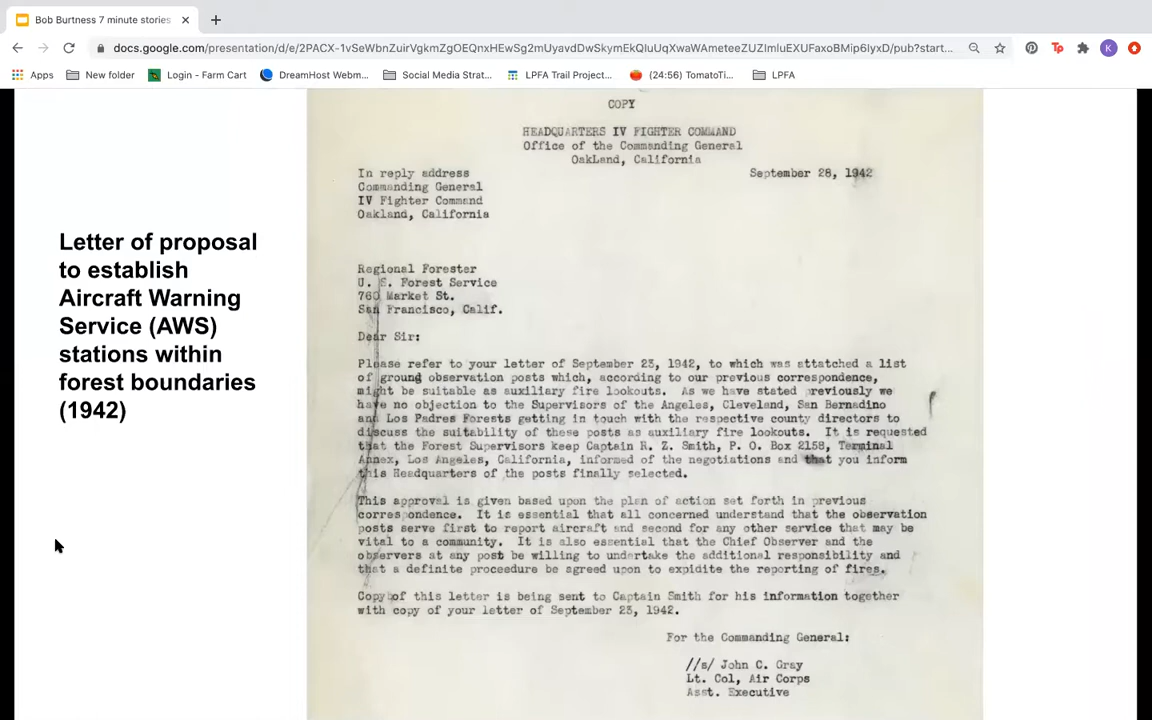 Bob Burtness 7 minute stories
docs.google.com/presentation/d/e/2PACX-1vSeWbnZuirVgkmZgOEQnxHEwSg2mUyavdDwSkymEkQIuUqXwaWAmeteeZUZImluEXUFaxoBMip6lyxD/pub?start...
Apps
New folder
Login - Farm Cart
DreamHost Webm...
Social Media Strat...
LPFA Trail Project...
(24:56) TomatoTi...
LPFA
Letter of proposal
to establish
Aircraft Warning
Service (AWS)
stations within
forest boundaries
(1942)
COPY
HEADQUARTERS IV FIGHTER COMMAND
Office of the Commanding General
OakLand, California
In reply address
September 28, 1942
Commanding General
IV Fighter Command
Oakland, California
Regional Forester
U. S. Forest Service
760 Market St.
San Francisco, Calif.
Dear Sir:
Please refer to your letter of September 23, 1942, to which was attatched a list
of ground observation posts which, according to our previous correspondence,
might be suitable as auxiliary fire lookouts. As we have stated previously we
have no objection to the Supervisors of the Angeles, Cleveland, San Bernadino
and Los Padres Forests getting in touch with the respective county directors to
discuss the suitability of these posts as auxiliary fire lookouts. It is requested
that the Forest Supervisors keep Captain R. Z. Smith, P. O. Box 2158, Terminal
Annex, Los Angeles, California, informed of the negotiations and that you inform
this Headquarters of the posts finally selected.
This approval is given based upon the plan of action set forth in previous
correspondence. It is essential that all concerned understand that the observation
posts serve first to report aircraft and second for any other service that may be
vital to a community. It is also essential that the Chief Observer and the
observers at any post be willing to undertake the additional responsibility and
that a definite proceedure be agreed upon to expidite the reporting of fires.
Copy of this letter is being sent to Captain Smith for his information together
with copy of your letter of September 23, 1942.
For the Commanding General:
//s/ John C. Gray
Lt. Col, Air Corps
Asst. Executive